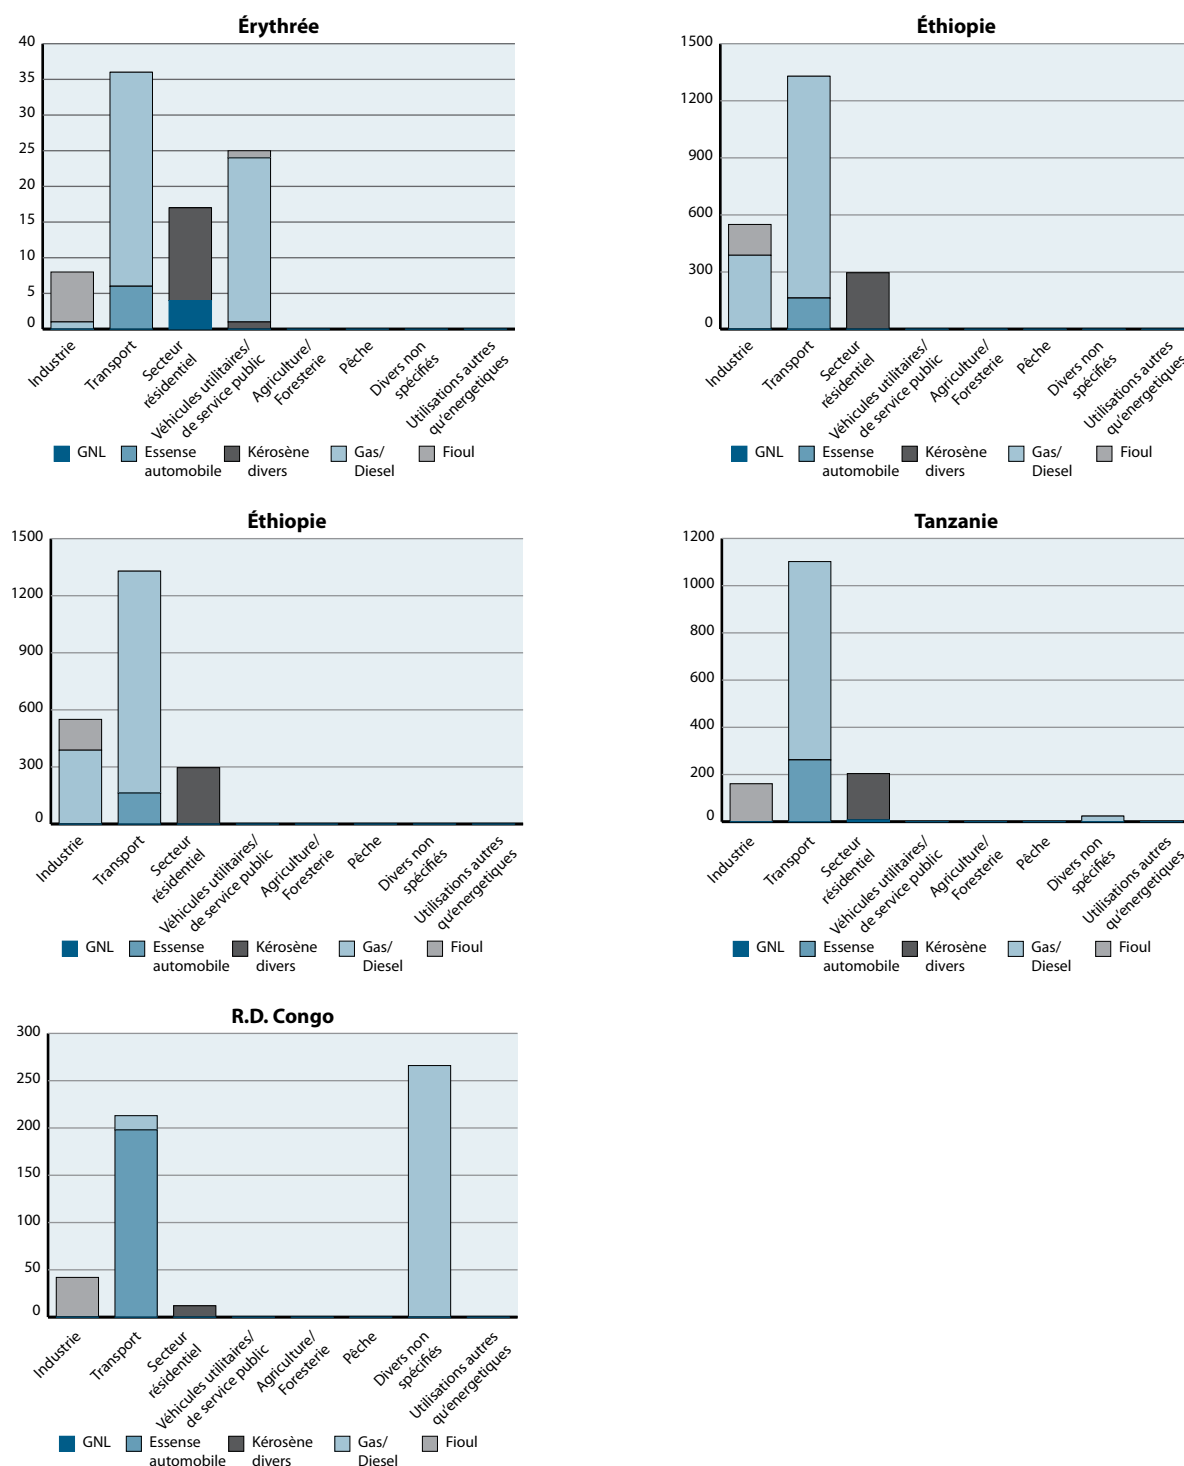 Érythrée
40
35
30
25
20
15
10
5
0
Industrie
Transport
Secteur
résidentiel
Véhicules utilitaires/
de service public
Agriculture/
Foresterie
Pêche
Divers non
spécifiés
Utilisations autres
qu'energetiques
GNL
Essense
automobile
Kérosène
divers
Gas/
Diesel
Fioul
Éthiopie
1500
1200
900
600
300
0
Industrie
Transport
Secteur
résidentiel
Véhicules utilitaires/
de service public
Agriculture/
Foresterie
Pêche
Divers non
spécifiés
Utilisations autres
qu'energetiques
GNL
Essense
automobile
Kérosène
divers
Gas/
Diesel
Fioul
Éthiopie
1500
1200
900
600
300
0
Industrie
Transport
Secteur
résidentiel
Véhicules utilitaires/
de service public
Agriculture/
Foresterie
Pêche
Divers non
spécifiés
Utilisations autres
qu'energetiques
GNL
Essense
automobile
Kérosène
divers
Gas/
Diesel
Fioul
Tanzanie
1200
1000
800
600
400
200
0
Industrie
Transport
Secteur
résidentiel
Véhicules utilitaires/
de service public
Agriculture/
Foresterie
Pêche
Divers non
spécifiés
Utilisations autres
qu'energetiques
GNL
Essense
automobile
Kérosène
divers
Gas/
Diesel
Fioul
R.D. Congo
300
250
200
150
100
50
0
Industrie
Transport
Secteur
résidentiel
Véhicules utilitaires/
de service public
Agriculture/
Foresterie
Pêche
Divers non
spécifiés
Utilisations autres
qu'energetiques
GNL
Essense
automobile
Kérosène
divers
Gas/
Diesel
Fioul